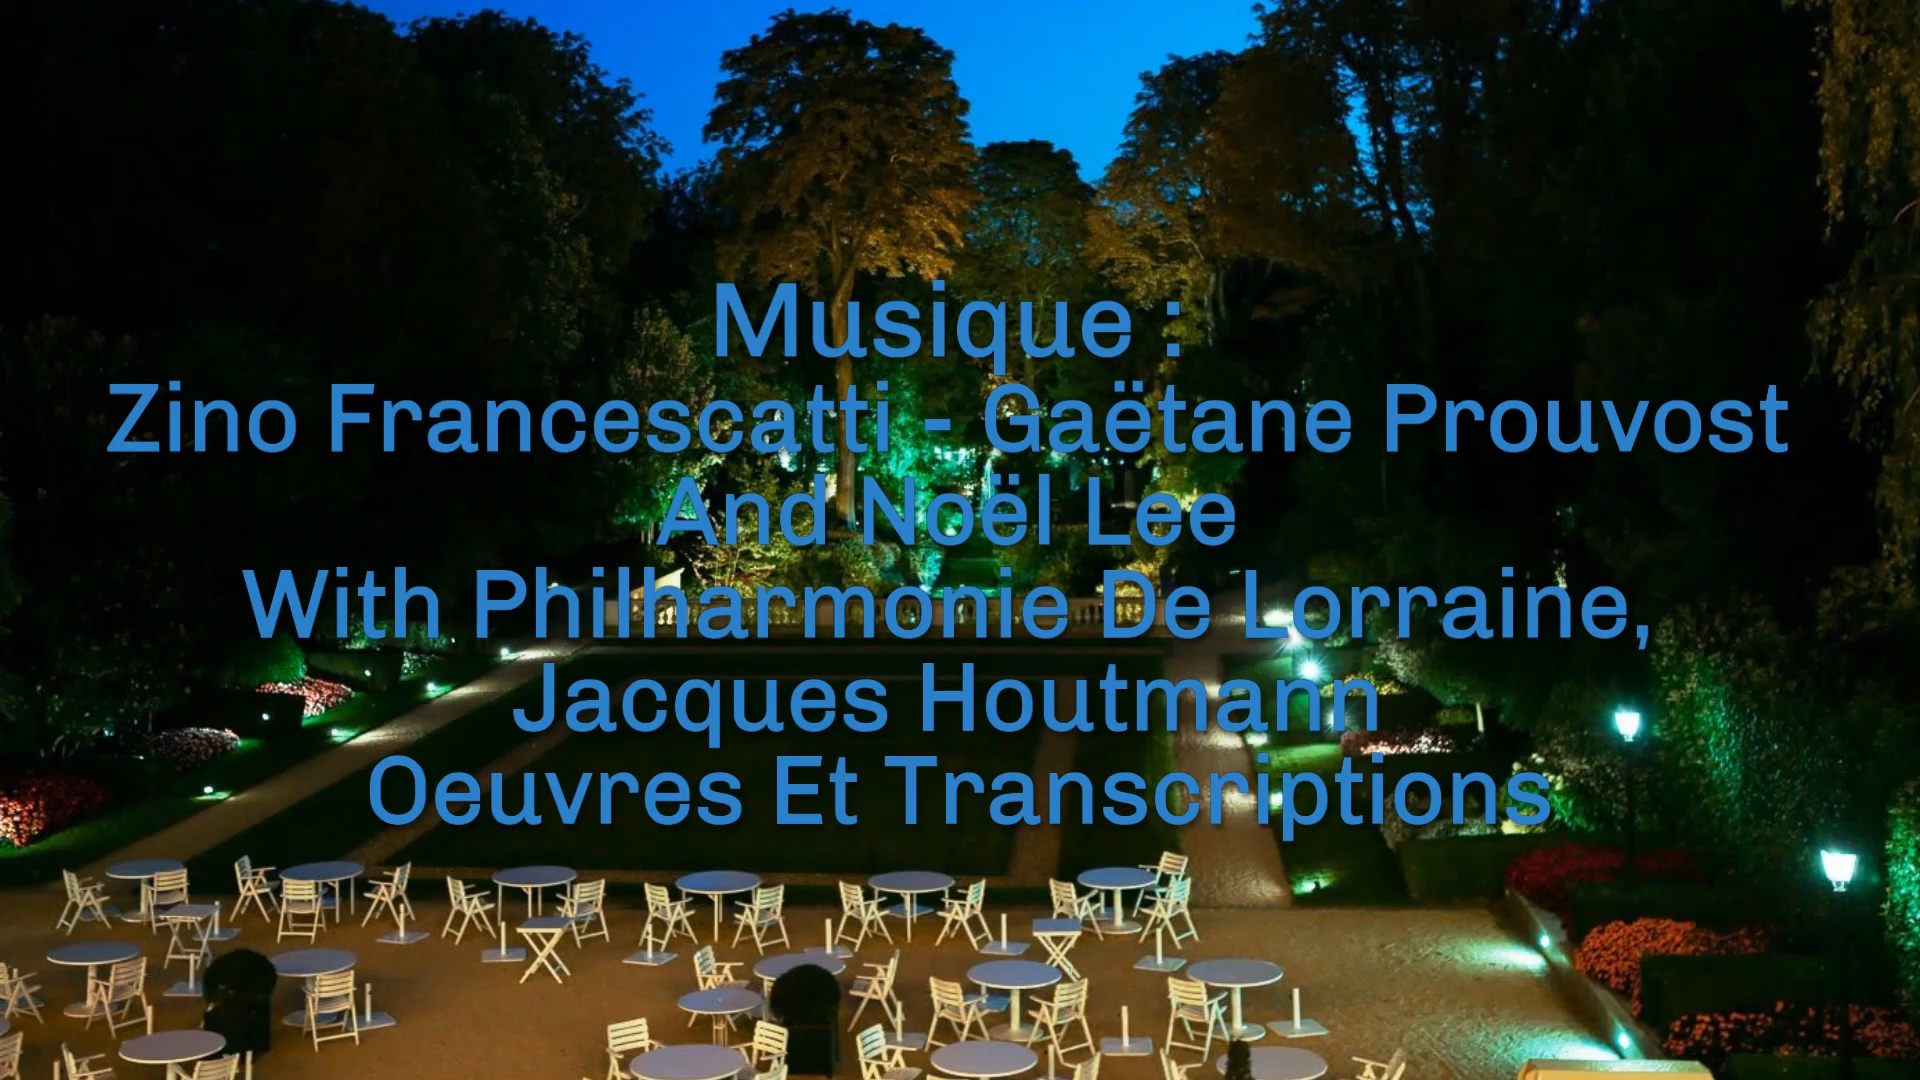 Musique :
Zino Francescatti - Gaëtane Prouvost
And Noël Lee
With Philharmonie De Lorraine,
Jacques Houtmann
Oeuvres Et Transcriptions